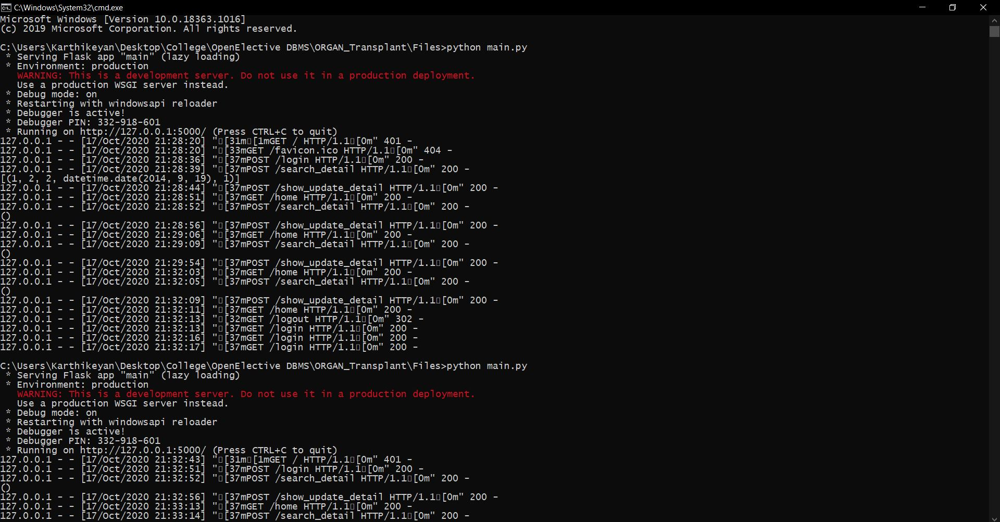 C:\Windows\System32\cmd.exe
Microsoft Windows [Version 10.0.18363.1016]
(c) 2019 Microsoft Corporation. All rights reserved.
C:\Users\Karthikeyan\Desktop\College\OpenElective DBMS\ORGAN_Transplant\Files>python main.py
 * Serving Flask app "main" (lazy loading)
 * Environment: production
   WARNING: This is a development server. Do not use it in a production deployment.
   Use a production WSGI server instead.
 * Debug mode: on
 * Restarting with windowsapi reloader
 * Debugger is active!
 * Debugger PIN: 332-918-601
 * Running on http://127.0.0.1:5000/ (Press CTRL+C to quit)
127.0.0.1 - - [17/Oct/2020 21:28:20] "▯[31m▯[1mGET / HTTP/1.1▯[0m" 401 -
127.0.0.1 - - [17/Oct/2020 21:28:20] "▯[33mGET /favicon.ico HTTP/1.1▯[0m" 404 -
127.0.0.1 - - [17/Oct/2020 21:28:36] "▯[37mPOST /login HTTP/1.1▯[0m" 200 -
127.0.0.1 - - [17/Oct/2020 21:28:39] "▯[37mPOST /search_detail HTTP/1.1▯[0m" 200 -
[(1, 2, 2, datetime.date(2014, 9, 19), 1)]
127.0.0.1 - - [17/Oct/2020 21:28:44] "▯[37mPOST /show_update_detail HTTP/1.1▯[0m" 200 -
127.0.0.1 - - [17/Oct/2020 21:28:51] "▯[37mGET /home HTTP/1.1▯[0m" 200 -
127.0.0.1 - - [17/Oct/2020 21:28:52] "▯[37mPOST /search_detail HTTP/1.1▯[0m" 200 -
()
127.0.0.1 - - [17/Oct/2020 21:28:56] "▯[37mPOST /show_update_detail HTTP/1.1▯[0m" 200 -
127.0.0.1 - - [17/Oct/2020 21:29:06] "▯[37mGET /home HTTP/1.1▯[0m" 200 -
127.0.0.1 - - [17/Oct/2020 21:29:09] "▯[37mPOST /search_detail HTTP/1.1▯[0m" 200 -
()
127.0.0.1 - - [17/Oct/2020 21:29:54] "▯[37mPOST /show_update_detail HTTP/1.1▯[0m" 200 -
127.0.0.1 - - [17/Oct/2020 21:32:03] "▯[37mGET /home HTTP/1.1▯[0m" 200 -
127.0.0.1 - - [17/Oct/2020 21:32:05] "▯[37mPOST /search_detail HTTP/1.1▯[0m" 200 -
()
127.0.0.1 - - [17/Oct/2020 21:32:09] "▯[37mPOST /show_update_detail HTTP/1.1▯[0m" 200 -
127.0.0.1 - - [17/Oct/2020 21:32:11] "▯[37mGET /home HTTP/1.1▯[0m" 200 -
127.0.0.1 - - [17/Oct/2020 21:32:13] "▯[32mGET /logout HTTP/1.1▯[0m" 302 -
127.0.0.1 - - [17/Oct/2020 21:32:13] "▯[37mGET /login HTTP/1.1▯[0m" 200 -
127.0.0.1 - - [17/Oct/2020 21:32:16] "▯[37mGET /login HTTP/1.1▯[0m" 200 -
127.0.0.1 - - [17/Oct/2020 21:32:17] "▯[37mGET /login HTTP/1.1▯[0m" 200 -
C:\Users\Karthikeyan\Desktop\College\OpenElective DBMS\ORGAN_Transplant\Files>python main.py
 * Serving Flask app "main" (lazy loading)
 * Environment: production
   WARNING: This is a development server. Do not use it in a production deployment.
   Use a production WSGI server instead.
 * Debug mode: on
 * Restarting with windowsapi reloader
 * Debugger is active!
 * Debugger PIN: 332-918-601
 * Running on http://127.0.0.1:5000/ (Press CTRL+C to quit)
127.0.0.1 - - [17/Oct/2020 21:32:43] "▯[31m▯[1mGET / HTTP/1.1▯[0m" 401 -
127.0.0.1 - - [17/Oct/2020 21:32:51] "▯[37mPOST /login HTTP/1.1▯[0m" 200 -
127.0.0.1 - - [17/Oct/2020 21:32:52] "▯[37mPOST /search_detail HTTP/1.1▯[0m" 200 -
()
127.0.0.1 - - [17/Oct/2020 21:32:56] "▯[37mPOST /show_update_detail HTTP/1.1▯[0m" 200 -
127.0.0.1 - - [17/Oct/2020 21:33:13] "▯[37mGET /home HTTP/1.1▯[0m" 200 -
127.0.0.1 - - [17/Oct/2020 21:33:14] "▯[37mPOST /search_detail HTTP/1.1▯[0m" 200 -